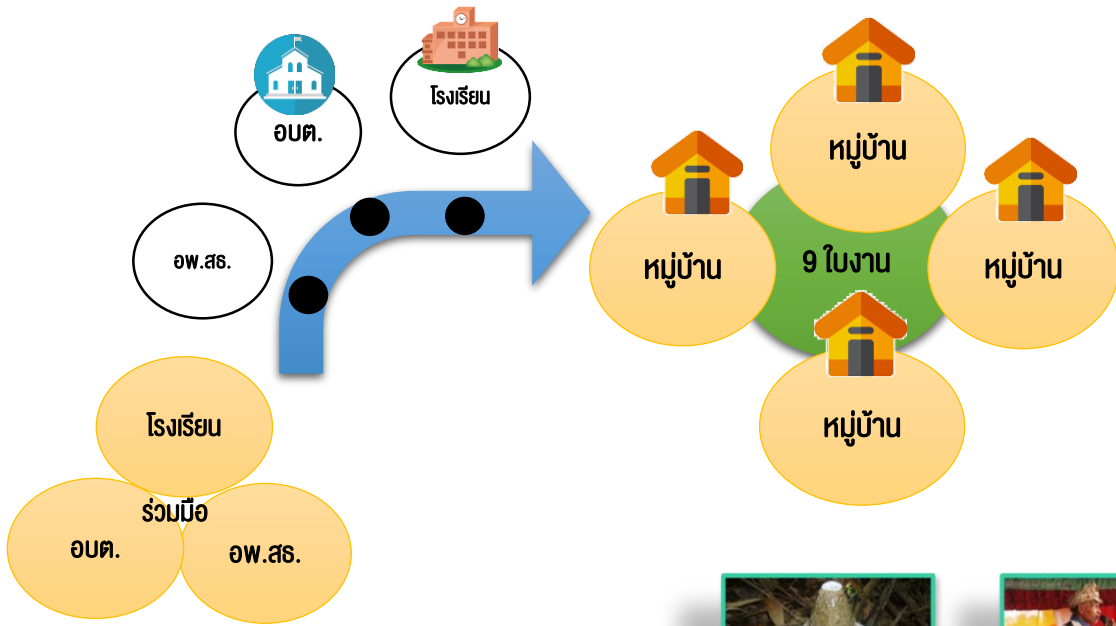 โรงเรียน
อบต.
อพ.สธ.
หมู่บ้าน
หมู่บ้าน
9 ใบงาน
หมู่บ้าน
หมู่บ้าน
โรงเรียน
ร่วมมือ
อบต.
อพ.สธ.